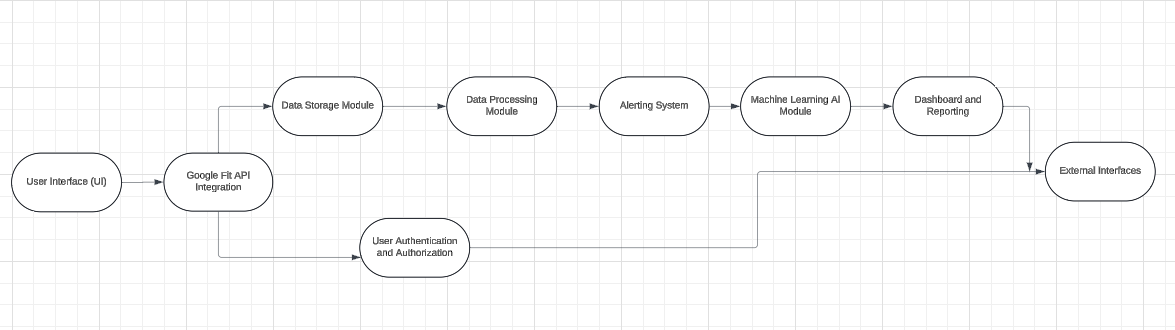 Data Storage Module
Data Processing
Module
Alerting System
Machine Learning AI
Module
Dashboard and
Reporting
User Interface (UI)
Google Fit API
Integration
External Interfaces
User Authentication
and Authorization